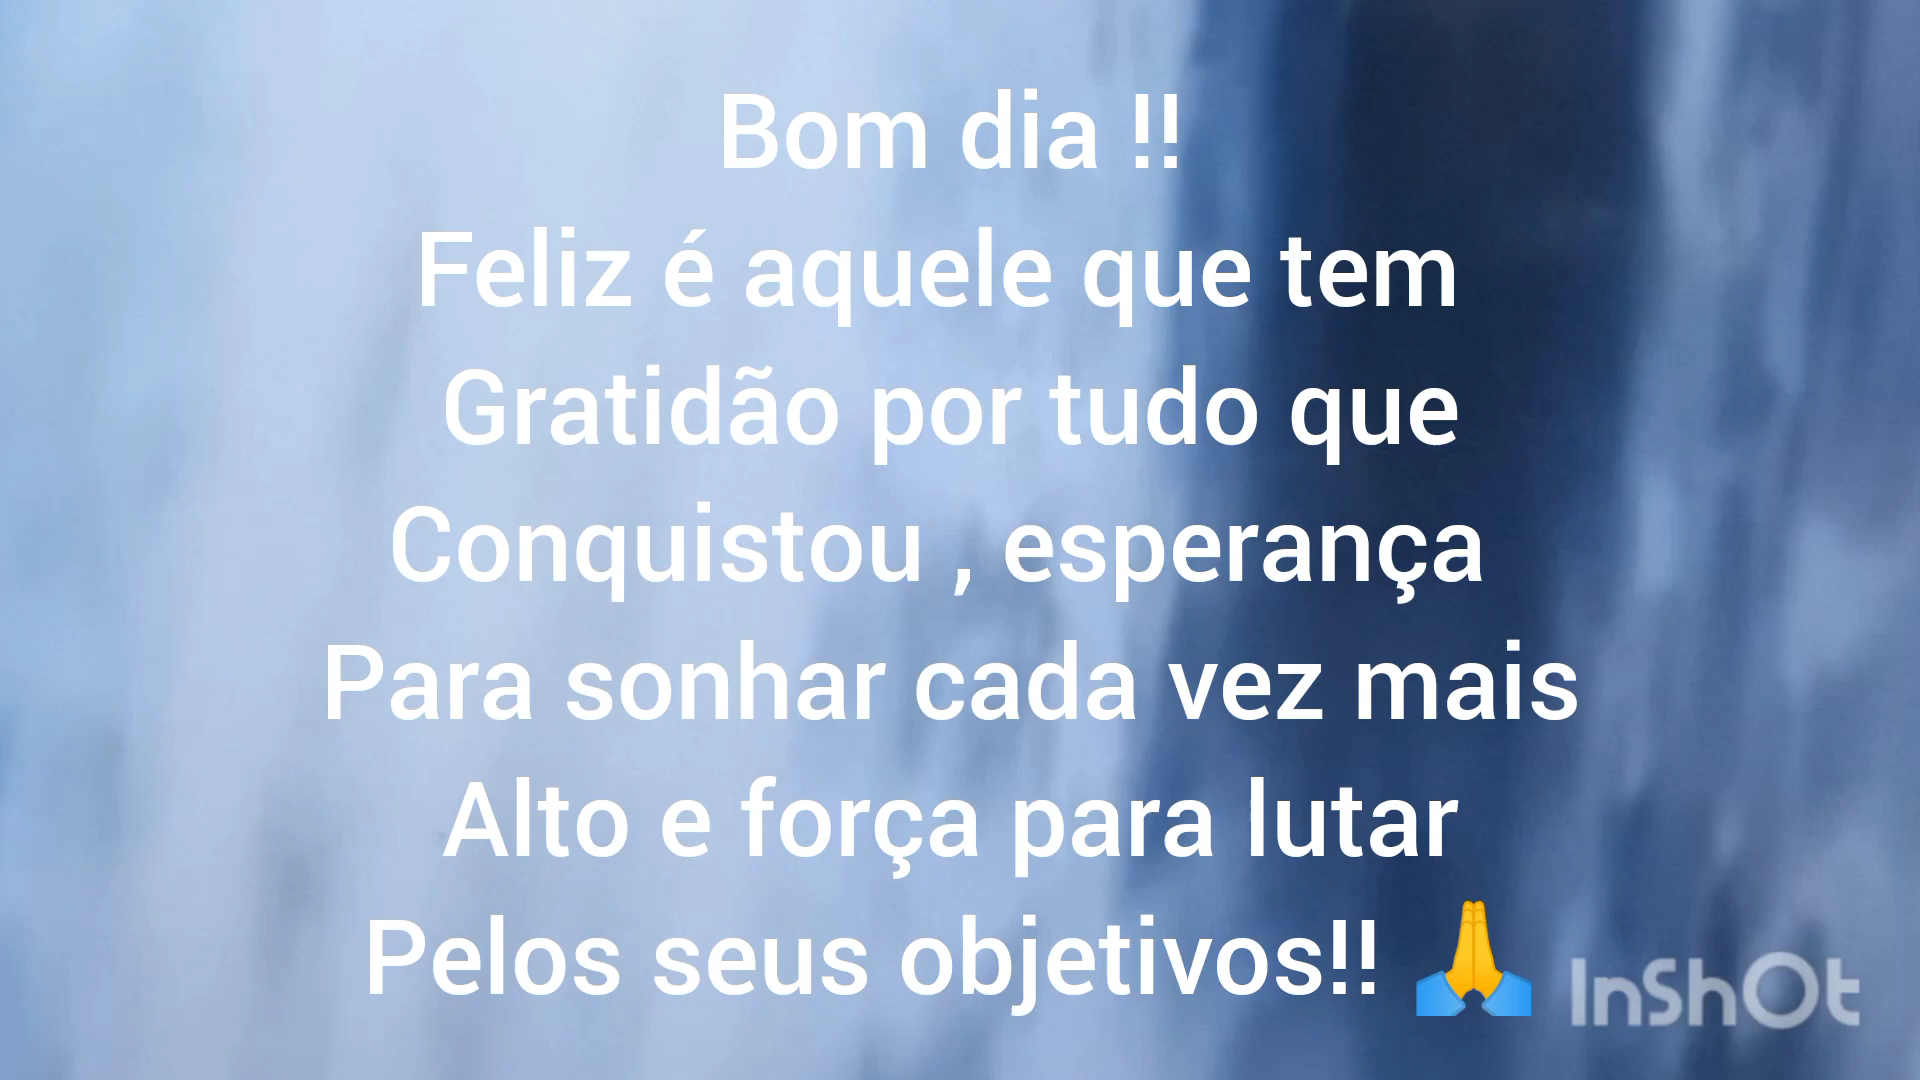 Bom dia !!
Feliz é aquele que tem
Gratidão por tudo que
Conquistou , esperança
Para sonhar cada vez mais
Alto e força para lutar
Pelos seus objetivos!! 🙏
InShOt